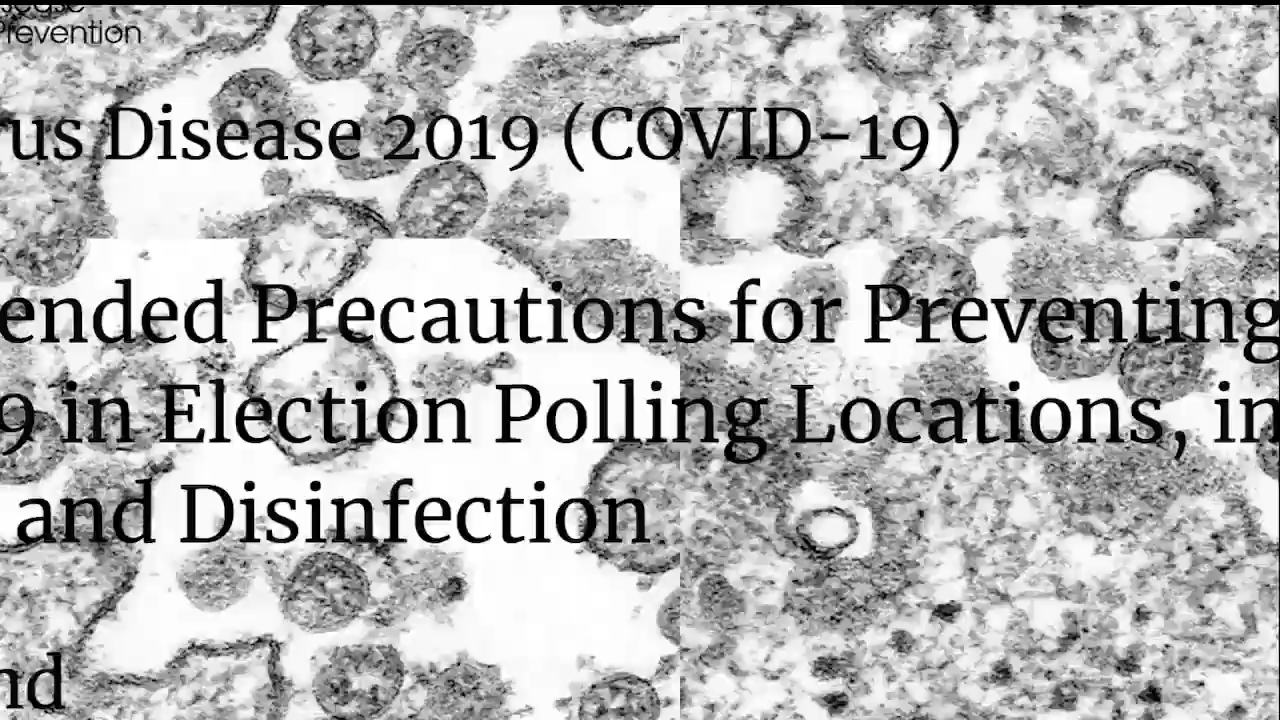 Prevention
us Disease 2019 (COVID-19)
ended Precautions for Preventing
9 in Election Polling Locations, in
and Disinfection
nd